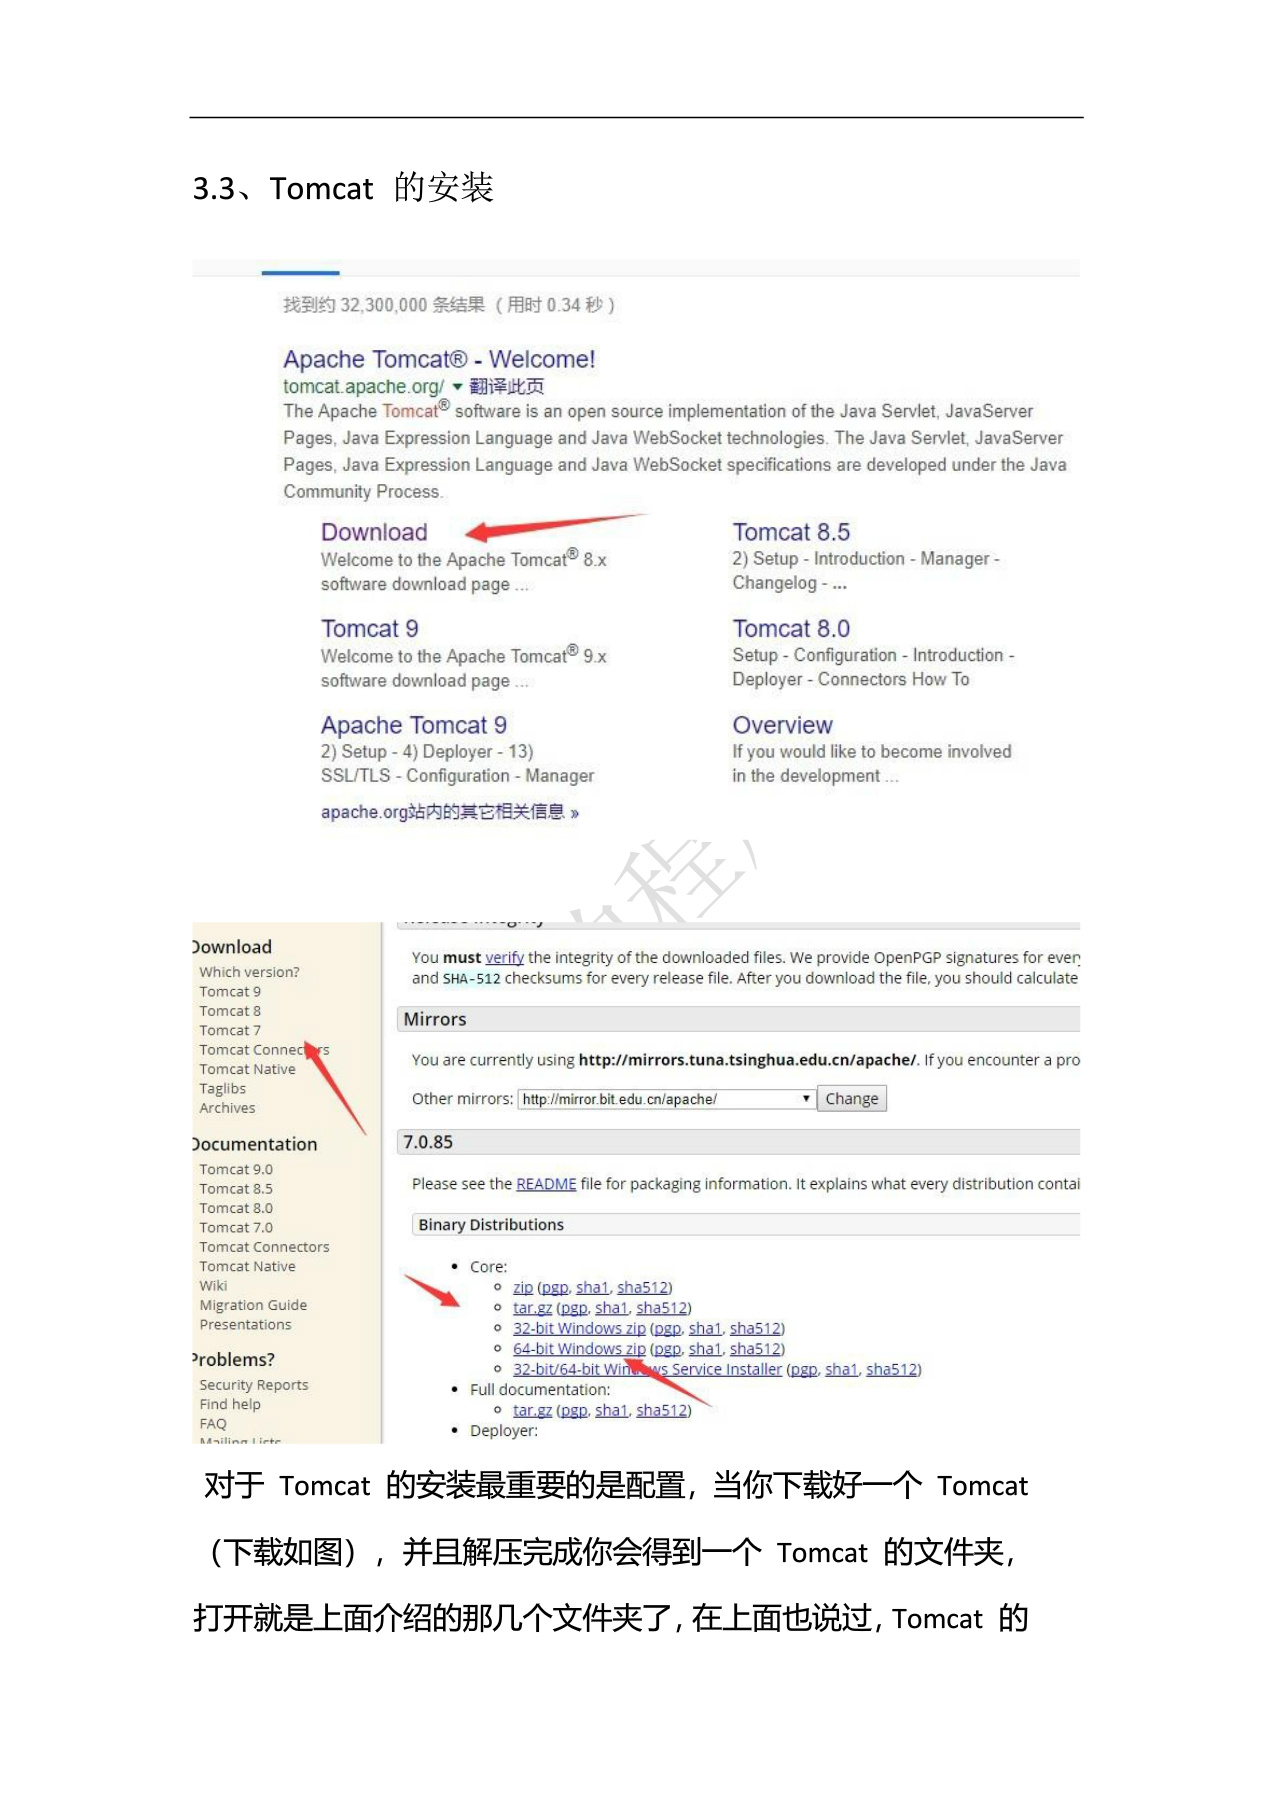 3.3、Tomcat 的安装
找到约 32,300,000 条结果 （用时 0.34 秒）
Apache Tomcat® - Welcome!
tomcat.apache.org/ ▼ 翻译此页
The Apache Tomcat® software is an open source implementation of the Java Servlet, JavaServer
Pages, Java Expression Language and Java WebSocket technologies. The Java Servlet, JavaServer
Pages, Java Expression Language and Java WebSocket specifications are developed under the Java
Community Process.
Download
Welcome to the Apache Tomcat® 8.x
software download page ...
Tomcat 8.5
2) Setup - Introduction - Manager -
Changelog - ...
Tomcat 9
Welcome to the Apache Tomcat® 9.x
software download page ...
Tomcat 8.0
Setup - Configuration - Introduction -
Deployer - Connectors How To
Apache Tomcat 9
2) Setup - 4) Deployer - 13)
SSL/TLS - Configuration - Manager
Overview
If you would like to become involved
in the development ...
apache.org站内的其它相关信息 »
程
Download
Which version?
Tomcat 9
Tomcat 8
Tomcat 7
Tomcat Connectors
Tomcat Native
Taglibs
Archives
Documentation
Tomcat 9.0
Tomcat 8.5
Tomcat 8.0
Tomcat 7.0
Tomcat Connectors
Tomcat Native
Wiki
Migration Guide
Presentations
Problems?
Security Reports
Find help
FAQ
Mailing Lists
Release Integrity
You must verify the integrity of the downloaded files. We provide OpenPGP signatures for every
and SHA-512 checksums for every release file. After you download the file, you should calculate
Mirrors
You are currently using http://mirrors.tuna.tsinghua.edu.cn/apache/. If you encounter a pro
Other mirrors: http://mirror.bit.edu.cn/apache/ ▼ Change
7.0.85
Please see the README file for packaging information. It explains what every distribution contai
Binary Distributions
• Core:
zip (pgp, sha1, sha512)
tar.gz (pgp, sha1, sha512)
32-bit Windows zip (pgp, sha1, sha512)
64-bit Windows zip (pgp, sha1, sha512)
32-bit/64-bit Windows Service Installer (pgp, sha1, sha512)
• Full documentation:
tar.gz (pgp, sha1, sha512)
• Deployer:
对于 Tomcat 的安装最重要的是配置，当你下载好一个 Tomcat
（下载如图），并且解压完成你会得到一个 Tomcat 的文件夹，
打开就是上面介绍的那几个文件夹了，在上面也说过，Tomcat 的